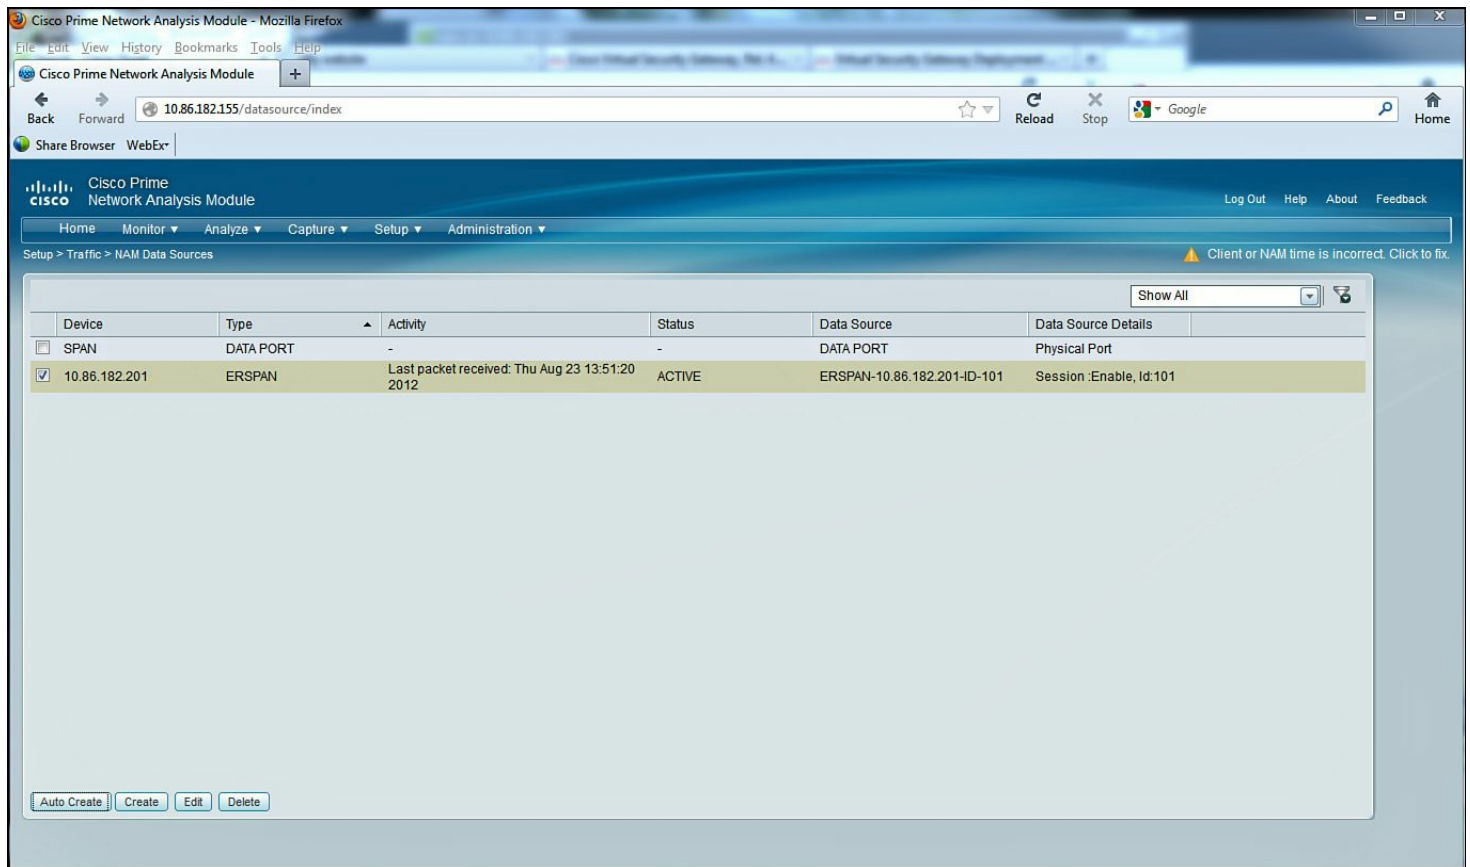 Cisco Prime Network Analysis Module - Mozilla Firefox
File Edit View History Bookmarks Tools Help
Cisco Prime Network Analysis Module +
Back Forward 10.86.182.155/datasource/index Reload Stop Google Home
Share Browser WebEx
CISCO Cisco Prime
Network Analysis Module
Log Out Help About Feedback
Home Monitor Analyze Capture Setup Administration
Setup > Traffic > NAM Data Sources
Client or NAM time is incorrect. Click to fix.
Show All
Device Type Activity Status Data Source Data Source Details
SPAN DATA PORT - - DATA PORT Physical Port
10.86.182.201 ERSPAN Last packet received: Thu Aug 23 13:51:20 2012 ACTIVE ERSPAN-10.86.182.201-ID-101 Session :Enable, Id:101
Auto Create Create Edit Delete